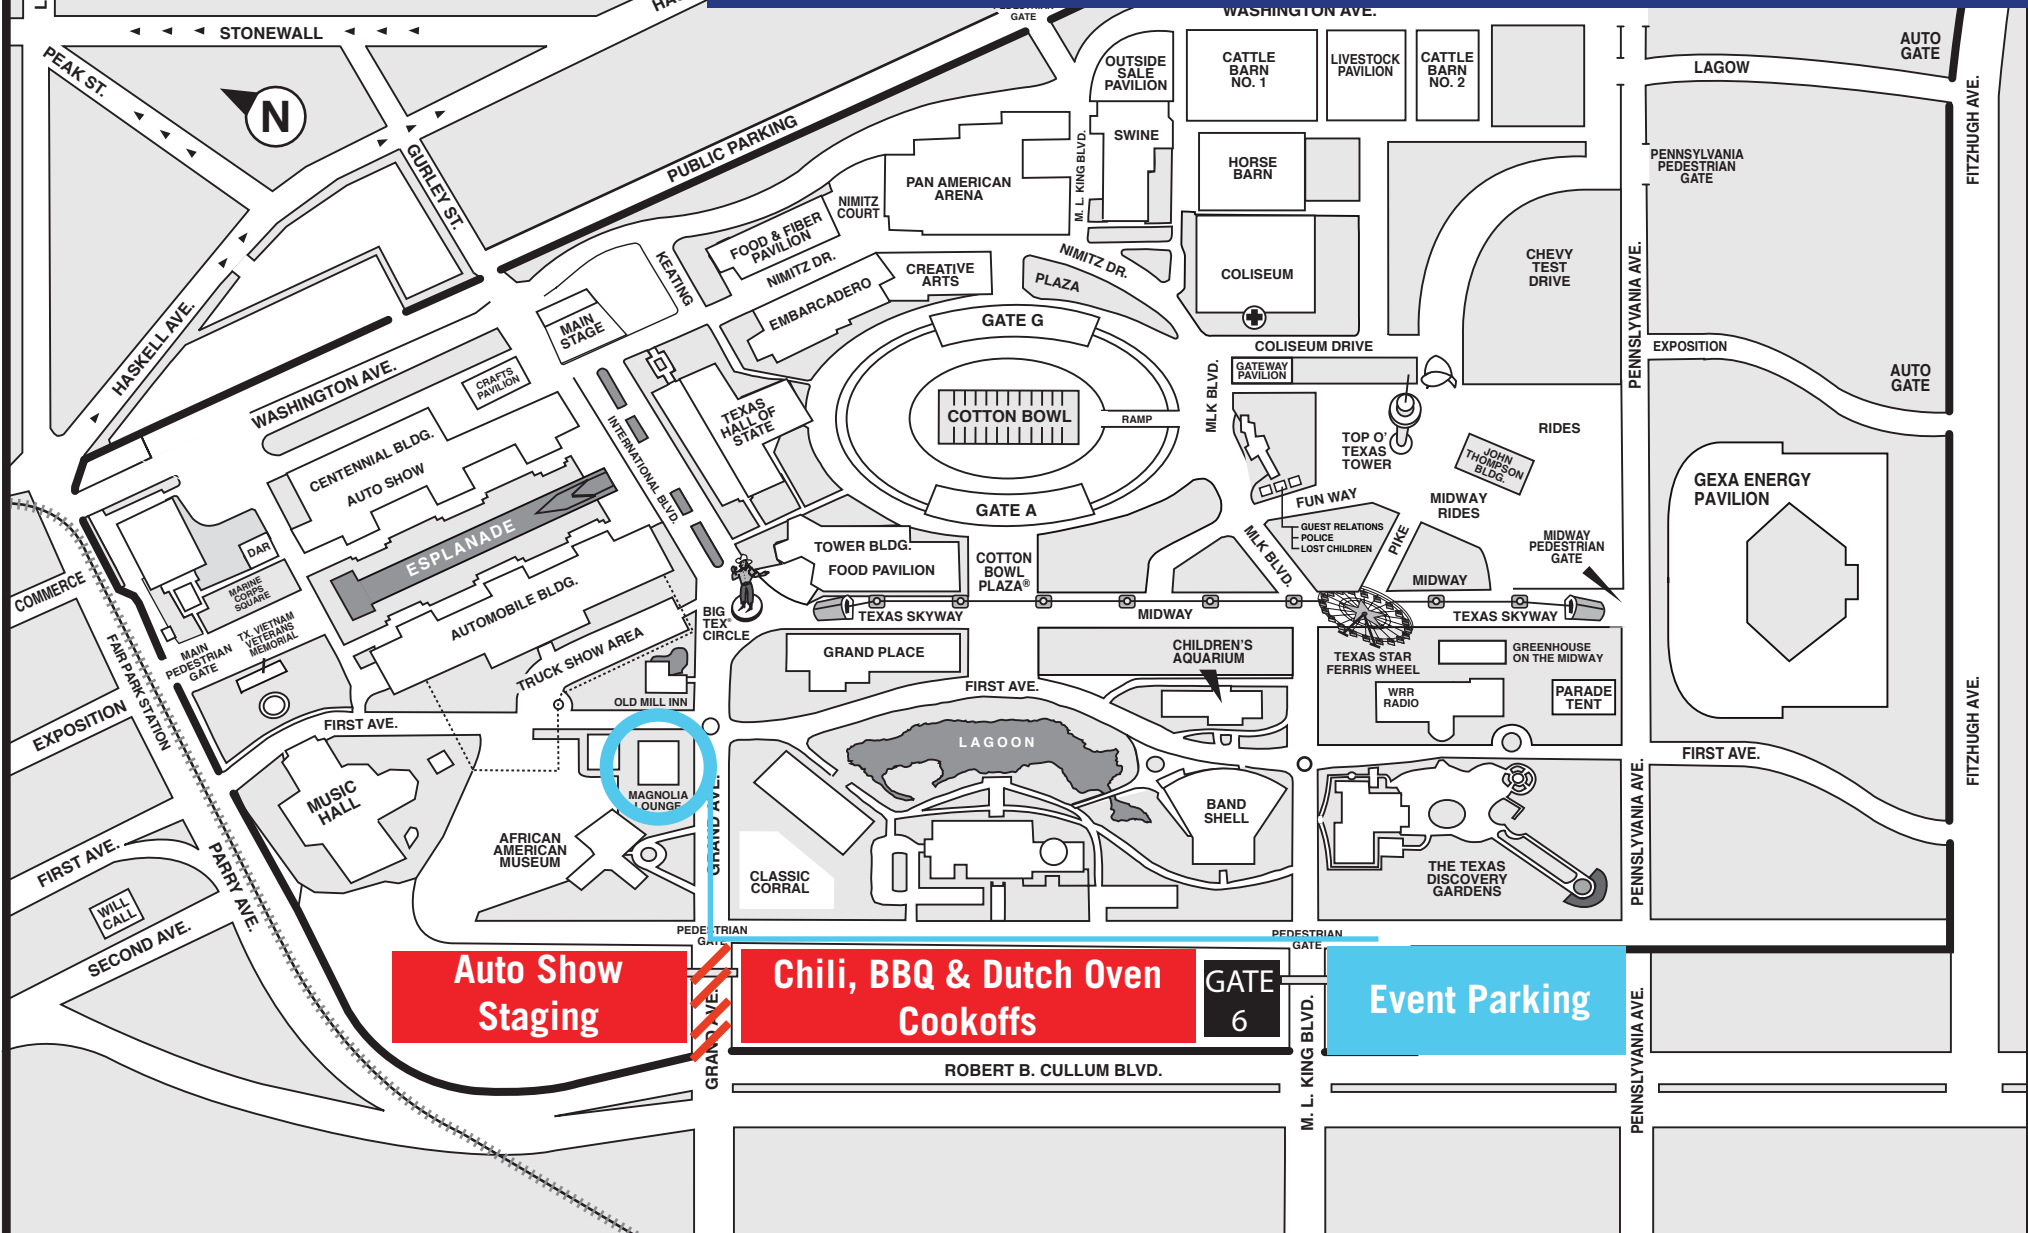 PEDESTRIAN
GATE
WASHINGTON AVE.
STONEWALL
PEAK ST.
N
GURLEY ST.
PUBLIC PARKING
HASKELL AVE.
OUTSIDE
SALE
PAVILION
CATTLE
BARN
NO. 1
LIVESTOCK
PAVILION
CATTLE
BARN
NO. 2
LAGOW
AUTO
GATE
FITZHUGH AVE.
SWINE
M. L. KING BLVD.
HORSE
BARN
PENNSYLVANIA
PEDESTRIAN
GATE
PAN AMERICAN
ARENA
NIMITZ
COURT
FOOD & FIBER
PAVILION
NIMITZ DR.
KEATING
EMBARCADERO
CREATIVE
ARTS
NIMITZ DR.
PLAZA
COLISEUM
CHEVY
TEST
DRIVE
PENNSLYVANIA AVE.
MAIN
STAGE
GATE G
COLISEUM DRIVE
EXPOSITION
AUTO
GATE
GATEWAY
PAVILION
MLK BLVD.
WASHINGTON AVE.
CRAFTS
PAVILION
TEXAS
HALL OF
STATE
COTTON BOWL
RAMP
TOP O'
TEXAS
TOWER
RIDES
JOHN
THOMPSON
BLDG.
CENTENNIAL BLDG.
AUTO SHOW
INTERNATIONAL BLVD.
GATE A
FUN WAY
MIDWAY
RIDES
GEXA ENERGY
PAVILION
ESPLANADE
GUEST RELATIONS
POLICE
LOST CHILDREN
PIKE
MLK BLVD.
MIDWAY
PEDESTRIAN
GATE
DAR
MARINE
CORPS
SQUARE
TOWER BLDG.
FOOD PAVILION
COTTON
BOWL
PLAZA®
MIDWAY
COMMERCE
AUTOMOBILE BLDG.
BIG
TEX®
CIRCLE
TEXAS SKYWAY
MIDWAY
TEXAS SKYWAY
TX. VIETNAM
VETERANS
MEMORIAL
MAIN
PEDESTRIAN
GATE
FAIR PARK STATION
TRUCK SHOW AREA
GRAND PLACE
CHILDREN'S
AQUARIUM
TEXAS STAR
FERRIS WHEEL
GREENHOUSE
ON THE MIDWAY
EXPOSITION
OLD MILL INN
FIRST AVE.
WRR
RADIO
PARADE
TENT
FITZHUGH AVE.
FIRST AVE.
LAGOON
FIRST AVE.
MUSIC
HALL
MAGNOLIA
LOUNGE
GRAND AVE.
BAND
SHELL
PENNSLYVANIA AVE.
AFRICAN
AMERICAN
MUSEUM
FIRST AVE.
PARRY AVE.
CLASSIC
CORRAL
THE TEXAS
DISCOVERY
GARDENS
WILL
CALL
SECOND AVE.
PEDESTRIAN
GATE
PEDESTRIAN
GATE
Auto Show
Staging
Chili, BBQ & Dutch Oven
Cookoffs
GATE
6
Event Parking
GRAND AVE.
M. L. KING BLVD.
PENNSLYVANIA AVE.
ROBERT B. CULLUM BLVD.